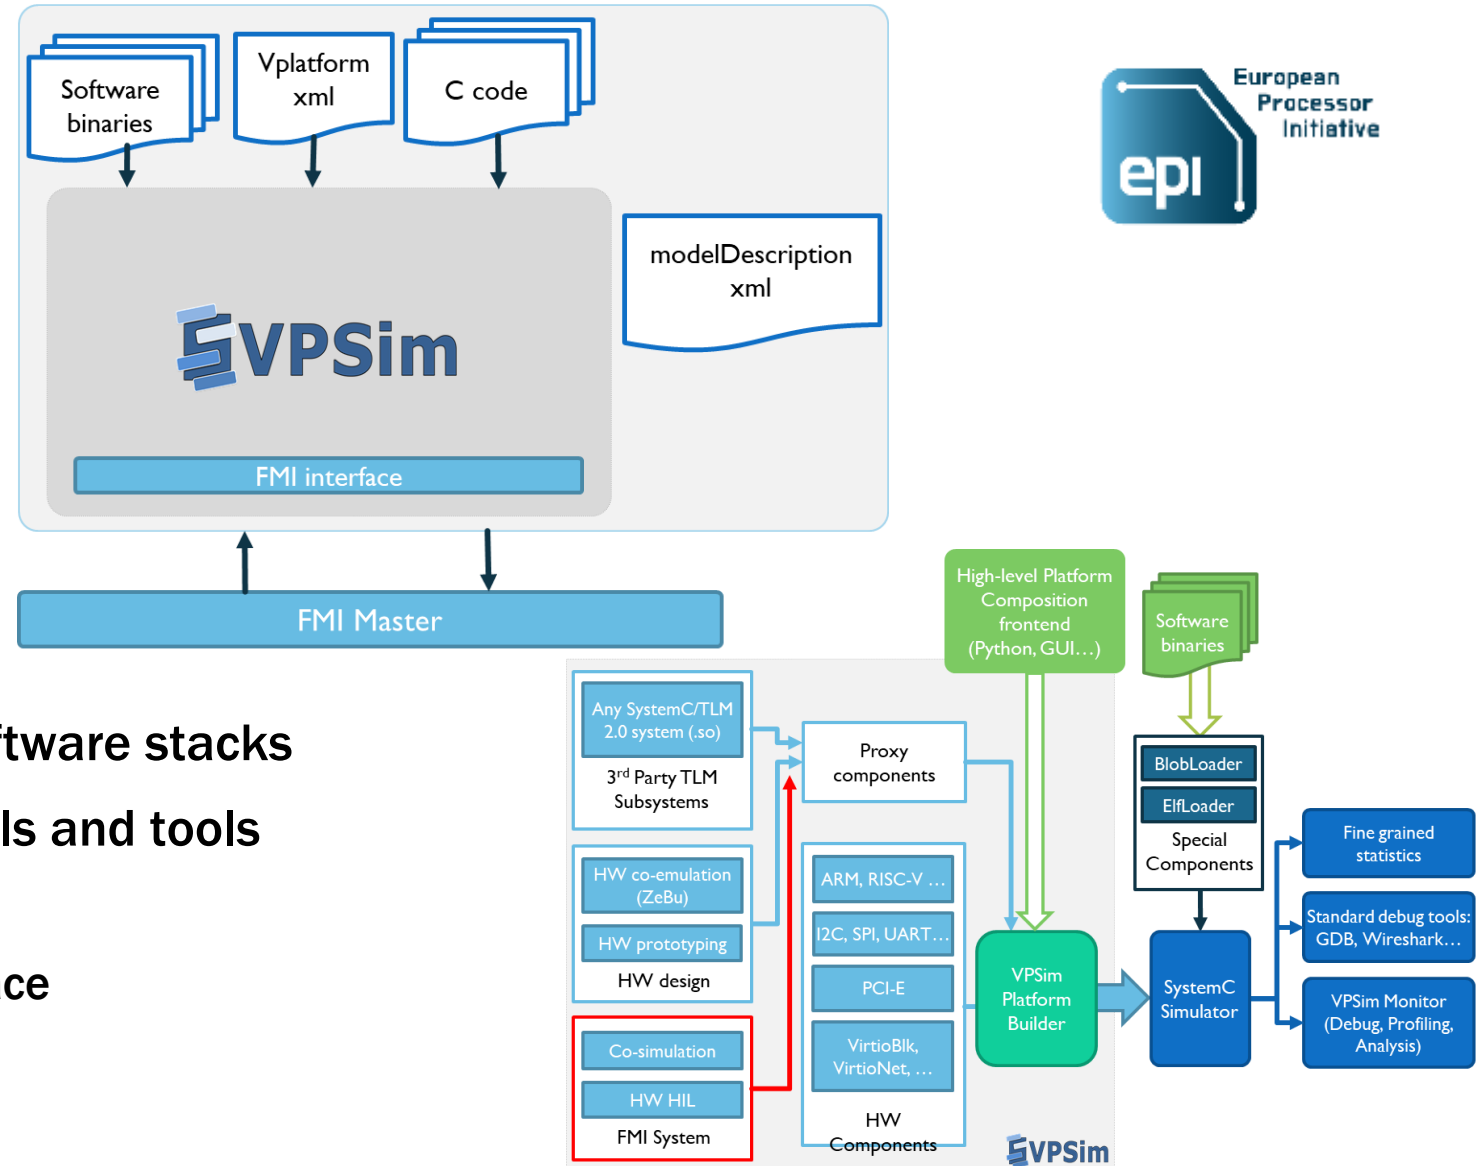 Software
binaries
Vplatform
xml
C code
European
Processor
Initiative
epi
modelDescription
xml
VPSim
FMI interface
FMI Master
ftware stacks
ls and tools
ace
High-level Platform
Composition
frontend
(Python, GUI...)
Software
binaries
Any SystemC/TLM
2.0 system (.so)
3rd Party TLM
Subsystems
Proxy
components
HW co-emulation
(ZeBu)
HW prototyping
HW design
Co-simulation
HW HIL
FMI System
ARM, RISC-V ...
I2C, SPI, UART...
PCI-E
VirtioBlk,
VirtioNet, ...
HW
Components
VPSim
Platform
Builder
VPSim
BlobLoader
ElfLoader
Special
Components
SystemC
Simulator
Fine grained
statistics
Standard debug tools:
GDB, Wireshark...
VPSim Monitor
(Debug, Profiling,
Analysis)